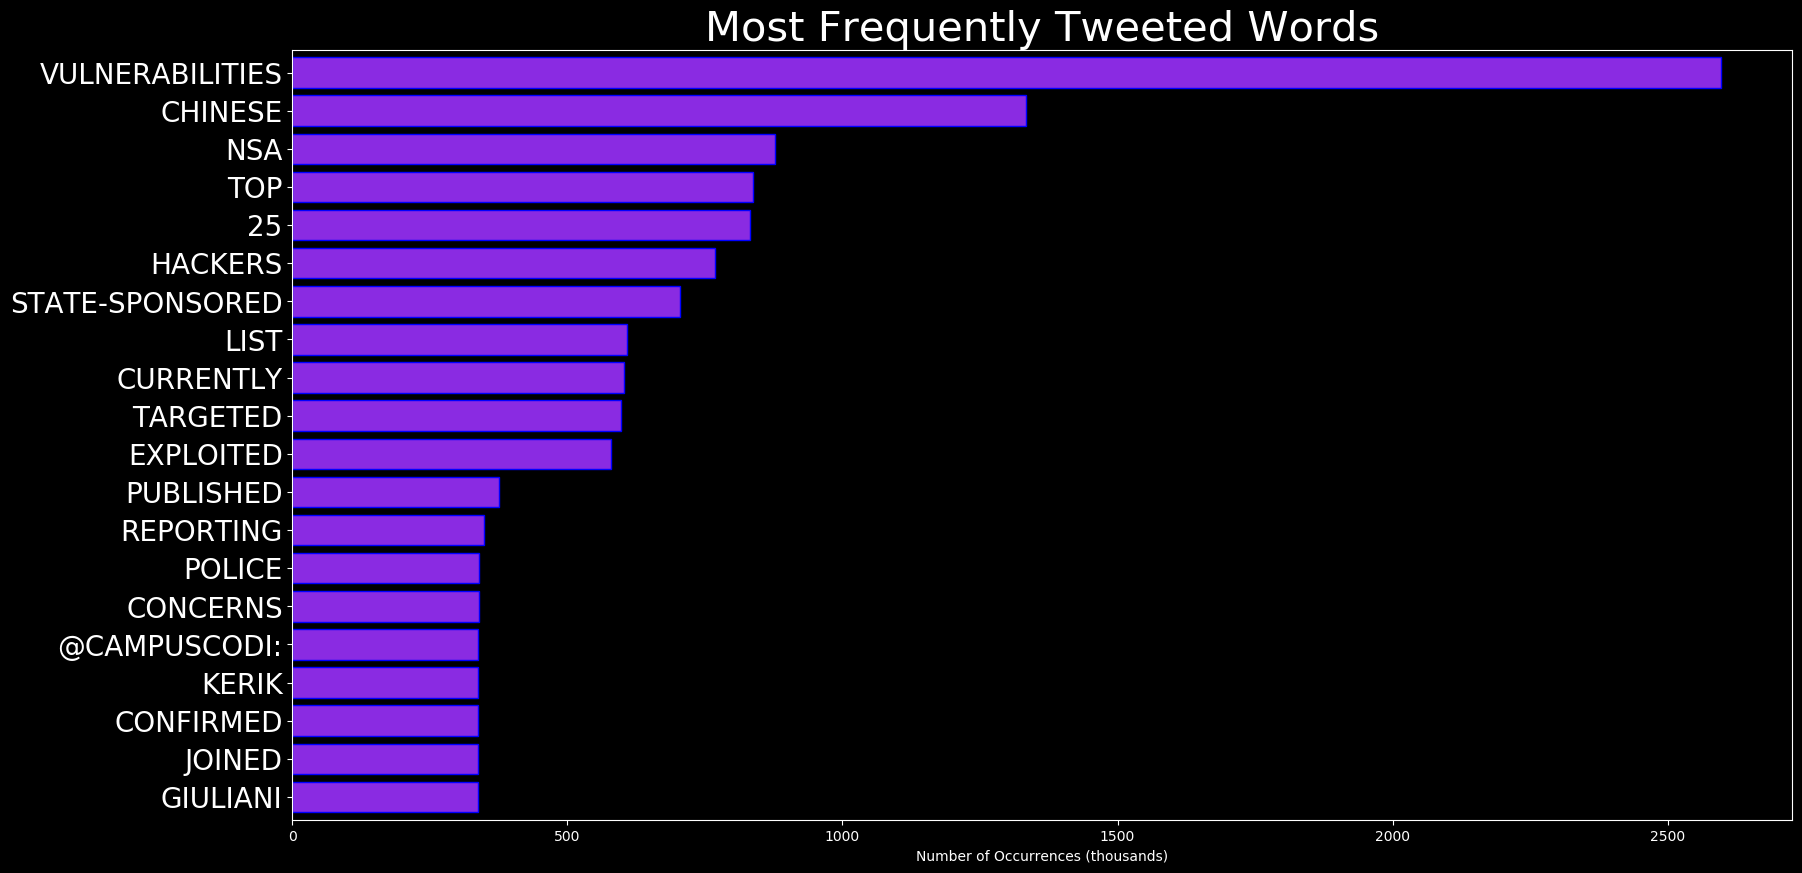 Most Frequently Tweeted Words
VULNERABILITIES
CHINESE
NSA
TOP
25
HACKERS
STATE-SPONSORED
LIST
CURRENTLY
TARGETED
EXPLOITED
PUBLISHED
REPORTING
POLICE
CONCERNS
@CAMPUSCODI:
KERIK
CONFIRMED
JOINED
GIULIANI
0 500 1000 1500 2000 2500
Number of Occurrences (thousands)